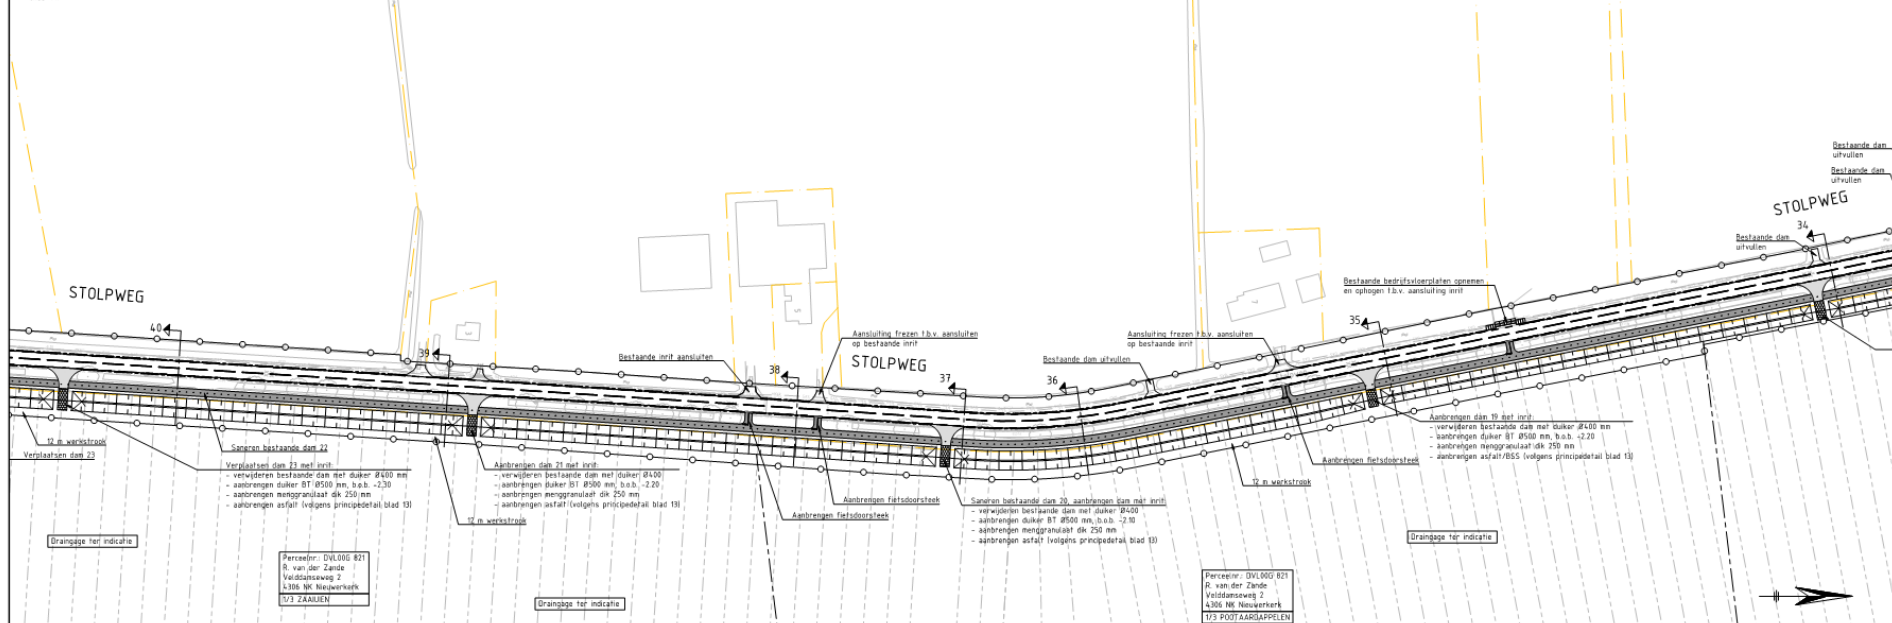 STOLPWEG
40
39
Bestaande inrit aansluiten
38
Aansluiting frezen t.b.v. aansluiten
op bestaande inrit
STOLPWEG
37
36
Bestaande dam uitvullen
Aansluiting frezen t.b.v. aansluiten
op bestaande inrit
35
Bestaande bedrijfsvloerplaten opnemen
en ophogen t.b.v. aansluiting inrit
Bestaande dam
uitvullen
34
STOLPWEG
Bestaande dam
uitvullen
Bestaande dam
uitvullen
3
5
7
12 m werkstrook
Verplaatsen dam 23
Saneren bestaande dam 22
Verplaatsen dam 23 met inrit:
- verwijderen bestaande dam met duiker Ø400 mm
- aanbrengen duiker BT Ø500 mm, b.o.b. -2,30
- aanbrengen menggranulaat dik 250 mm
- aanbrengen asfalt (volgens principedetail blad 13)
12 m werkstrook
Aanbrengen dam 21 met inrit:
- verwijderen bestaande dam met duiker Ø400
- aanbrengen duiker BT Ø500 mm, b.o.b. -2.20
- aanbrengen menggranulaat dik 250 mm
- aanbrengen asfalt (volgens principedetail blad 13)
Aanbrengen fietsdoorsteek
Aanbrengen fietsdoorsteek
Saneren bestaande dam 20, aanbrengen dam met inrit:
- verwijderen bestaande dam met duiker Ø400
- aanbrengen duiker BT Ø500 mm, b.o.b. -2.10
- aanbrengen menggranulaat dik 250 mm
- aanbrengen asfalt (volgens principedetail blad 13)
12 m werkstrook
Aanbrengen fietsdoorsteek
Aanbrengen dam 19 met inrit:
- verwijderen bestaande dam met duiker Ø400 mm
- aanbrengen duiker BT Ø500 mm, b.o.b. -2.20
- aanbrengen menggranulaat dik 250 mm
- aanbrengen asfalt/BSS (volgens principedetail blad 13)
Draingage ter indicatie
Perceelnr.: DVL00G 821
R. van der Zande
Velddamseweg 2
4306 NK Nieuwerkerk
1/3 ZAAIUIEN
Draingage ter indicatie
Perceelnr.: DVL00G 821
R. van der Zande
Velddamseweg 2
4306 NK Nieuwerkerk
1/3 POOTAARDAPPELEN
Draingage ter indicatie